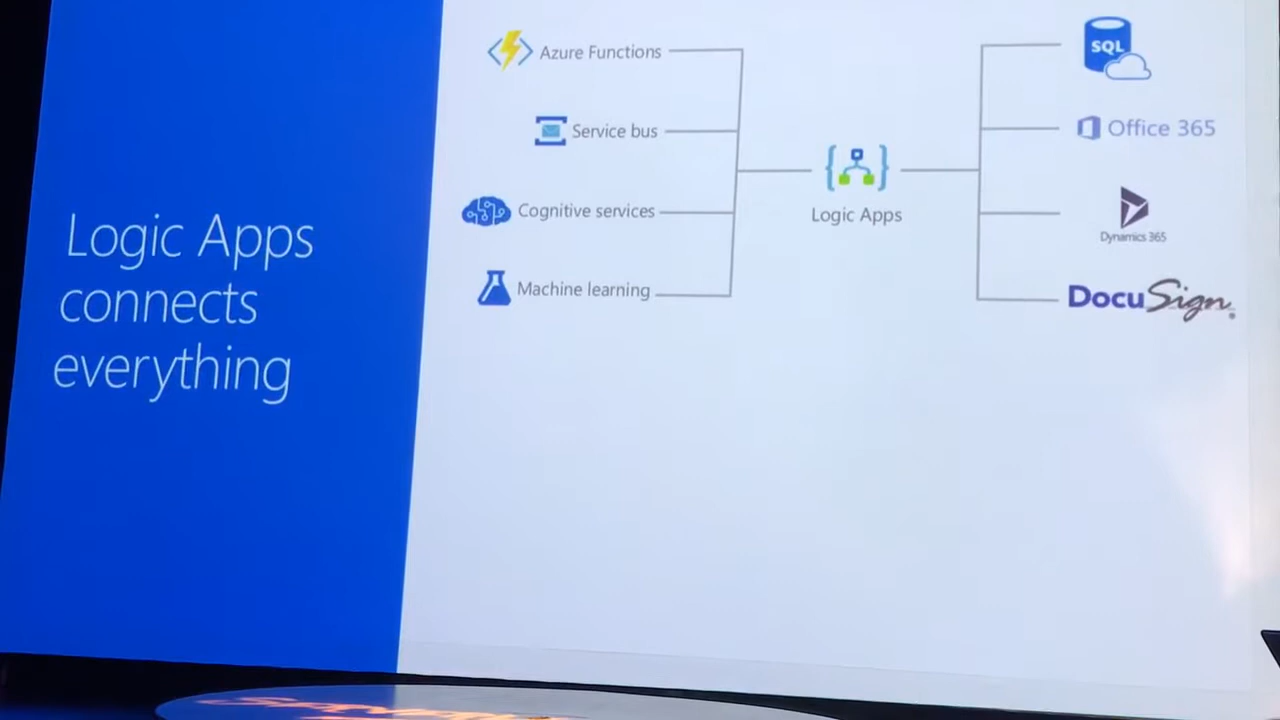 Logic Apps
connects
everything
Azure Functions
Service bus
Cognitive services
Machine learning
Logic Apps
SQL
Office 365
Dynamics 365
DocuSign